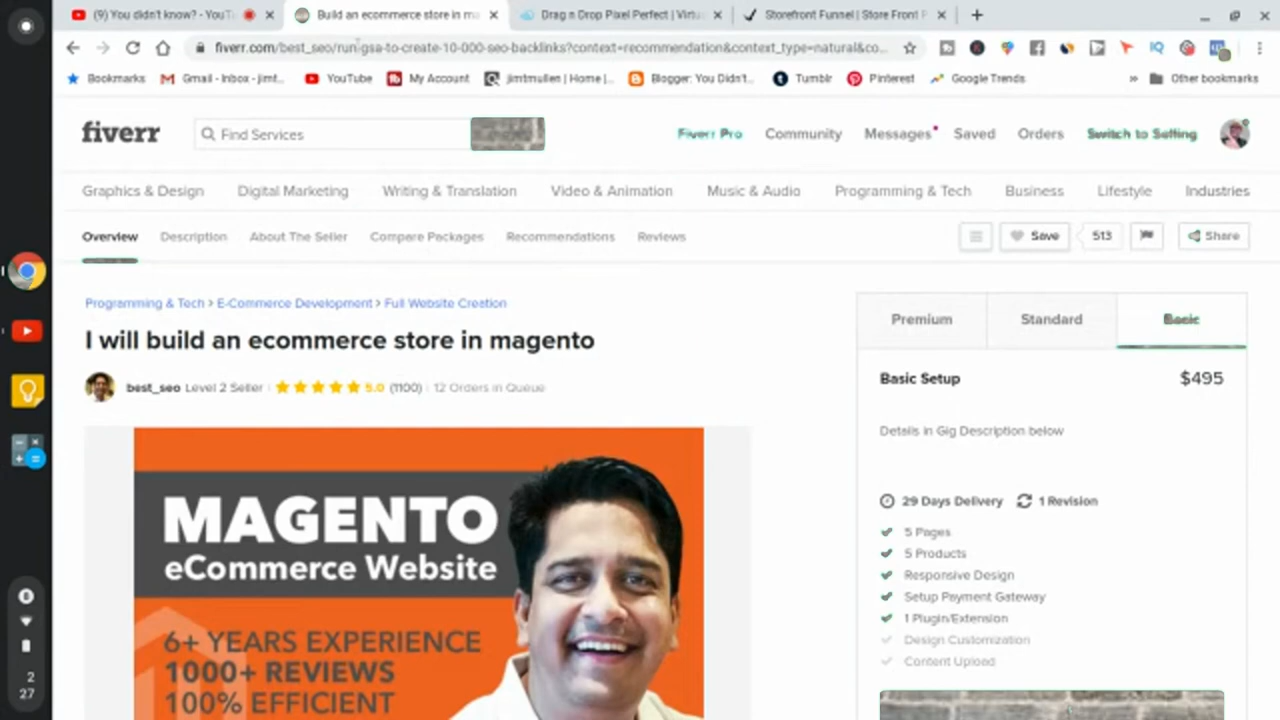 (9) You didn't know? - YouT
Build an ecommerce store in ma
Drag n Drop Pixel Perfect | Virtu
Storefront Funnel | Store Front F
fiverr.com/best_seo/run-gsa-to-create-10-000-seo-backlinks?context=recommendation&context_type=natural&co...
Bookmarks
Gmail - Inbox - jimt...
YouTube
My Account
jimtmullen | Home |...
Blogger: You Didn't...
Tumblr
Pinterest
Google Trends
»
Other bookmarks
fiverr
Find Services
Fiverr Pro
Community
Messages
Saved
Orders
Switch to Selling
Graphics & Design
Digital Marketing
Writing & Translation
Video & Animation
Music & Audio
Programming & Tech
Business
Lifestyle
Industries
Overview
Description
About The Seller
Compare Packages
Recommendations
Reviews
Save
513
Share
Programming & Tech > E-Commerce Development > Full Website Creation
I will build an ecommerce store in magento
best_seo Level 2 Seller | 5.0 (1100) | 12 Orders in Queue
MAGENTO
eCommerce Website
6+ YEARS EXPERIENCE
1000+ REVIEWS
100% EFFICIENT
Premium
Standard
Basic
Basic Setup
$495
Details in Gig Description below
29 Days Delivery
1 Revision
5 Pages
5 Products
Responsive Design
Setup Payment Gateway
1 Plugin/Extension
Design Customization
Content Upload
2
27